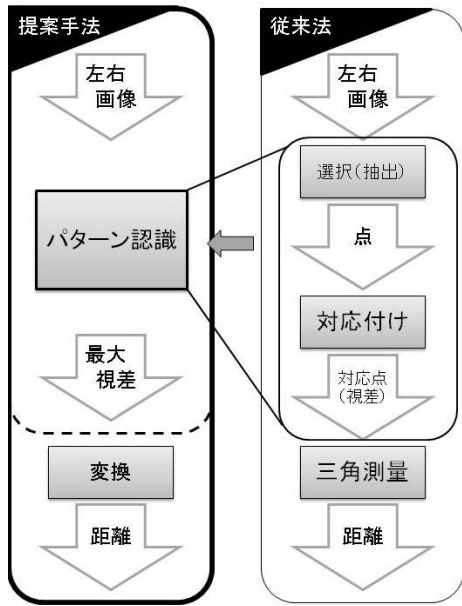 提案手法
左右
画像
パターン認識
最大
視差
変換
距離
従来法
左右
画像
選択(抽出)
点
対応付け
対応点
(視差)
三角測量
距離